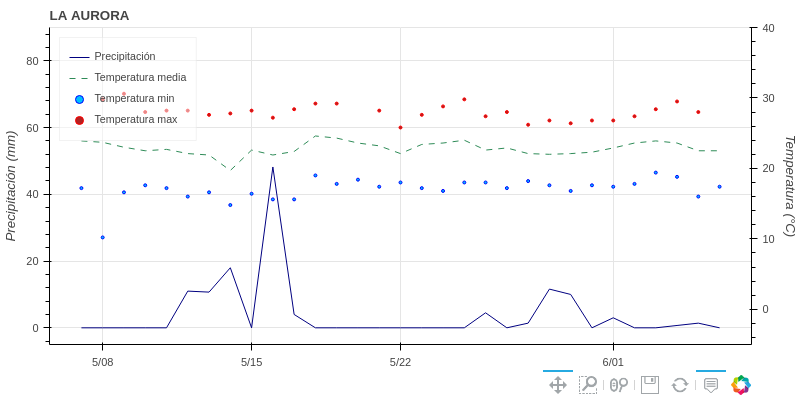 LA AURORA
Precipitación
Temperatura media
Temperatura min
Temperatura max
Precipitación (mm)
80
60
40
20
0
Temperatura (°C)
40
30
20
10
0
5/08
5/15
5/22
6/01